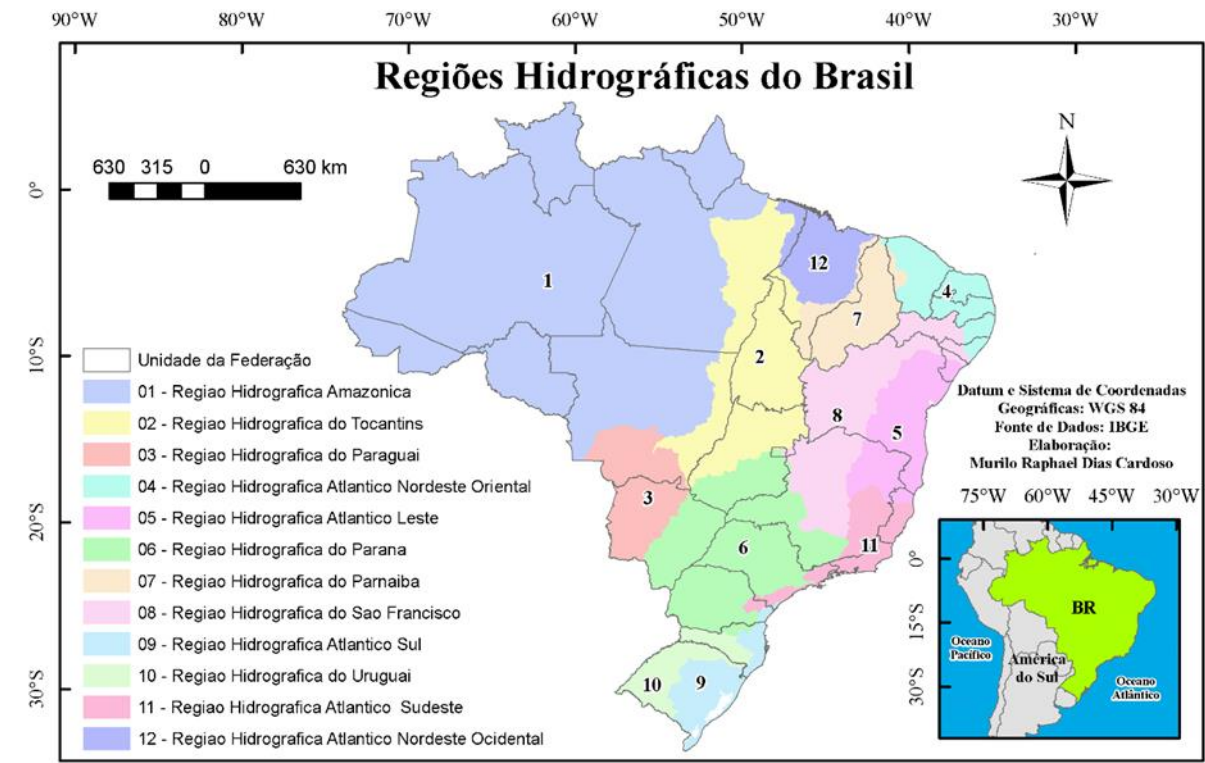 90°W 80°W 70°W 60°W 50°W 40°W 30°W
Regiões Hidrográficas do Brasil
630 315 0 630 km
N
0°
10°S
20°S
30°S
1
2
3
4
5
6
7
8
9
10
11
12
Unidade da Federação
01 - Regiao Hidrografica Amazonica
02 - Regiao Hidrografica do Tocantins
03 - Regiao Hidrografica do Paraguai
04 - Regiao Hidrografica Atlantico Nordeste Oriental
05 - Regiao Hidrografica Atlantico Leste
06 - Regiao Hidrografica do Parana
07 - Regiao Hidrografica do Parnaiba
08 - Regiao Hidrografica do Sao Francisco
09 - Regiao Hidrografica Atlantico Sul
10 - Regiao Hidrografica do Uruguai
11 - Regiao Hidrografica Atlantico Sudeste
12 - Regiao Hidrografica Atlantico Nordeste Ocidental
Datum e Sistema de Coordenadas
Geográficas: WGS 84
Fonte de Dados: IBGE
Elaboração:
Murilo Raphael Dias Cardoso
75°W 60°W 45°W 30°W
0°
15°S
30°S
BR
Oceano
Pacífico
América
do Sul
Oceano
Atlântico